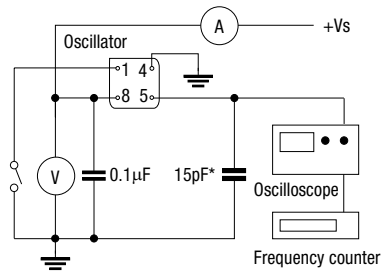 A
+Vs
Oscillator
1 4
8 5
V
0.1µF
15pF*
Oscilloscope
Frequency counter